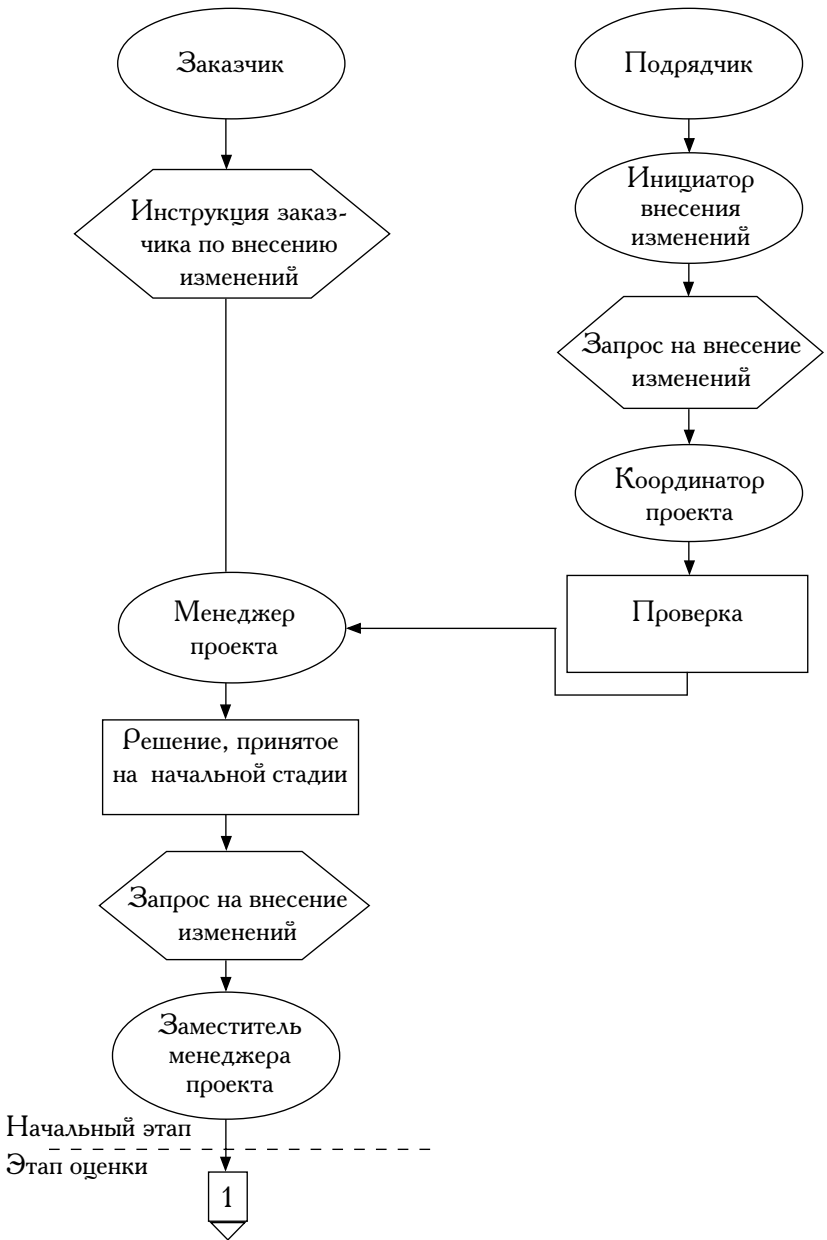 Заказчик
Подрядчик
Инициатор
внесения
изменений
Инструкция заказ-
чика по внесению
изменений
Запрос на внесение
изменений
Координатор
проекта
Менеджер
проекта
Проверка
Решение, принятое
на начальной стадии
Запрос на внесение
изменений
Заместитель
менеджера
проекта
Начальный этап
Этап оценки
1